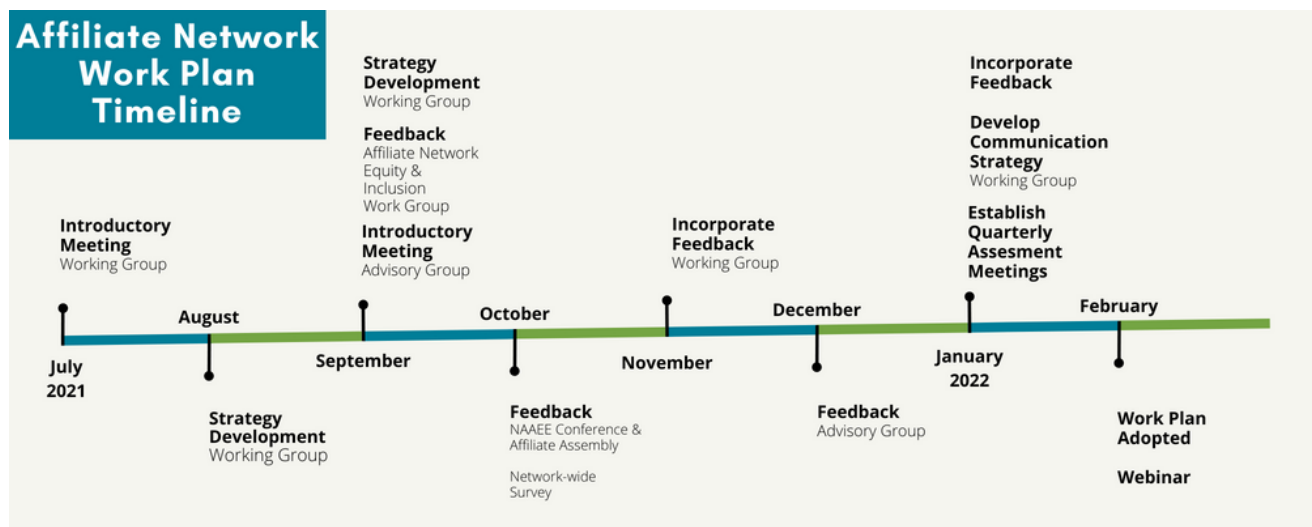 Affiliate Network
Work Plan
Timeline
Introductory
Meeting
Working Group
July
2021
August
Strategy
Development
Working Group
Strategy
Development
Working Group
Feedback
Affiliate Network
Equity &
Inclusion
Work Group
Introductory
Meeting
Advisory Group
September
October
Feedback
NAAEE Conference &
Affiliate Assembly
Network-wide
Survey
Incorporate
Feedback
Working Group
November
December
Feedback
Advisory Group
Incorporate
Feedback
Develop
Communication
Strategy
Working Group
Establish
Quarterly
Assesment
Meetings
January
2022
February
Work Plan
Adopted
Webinar